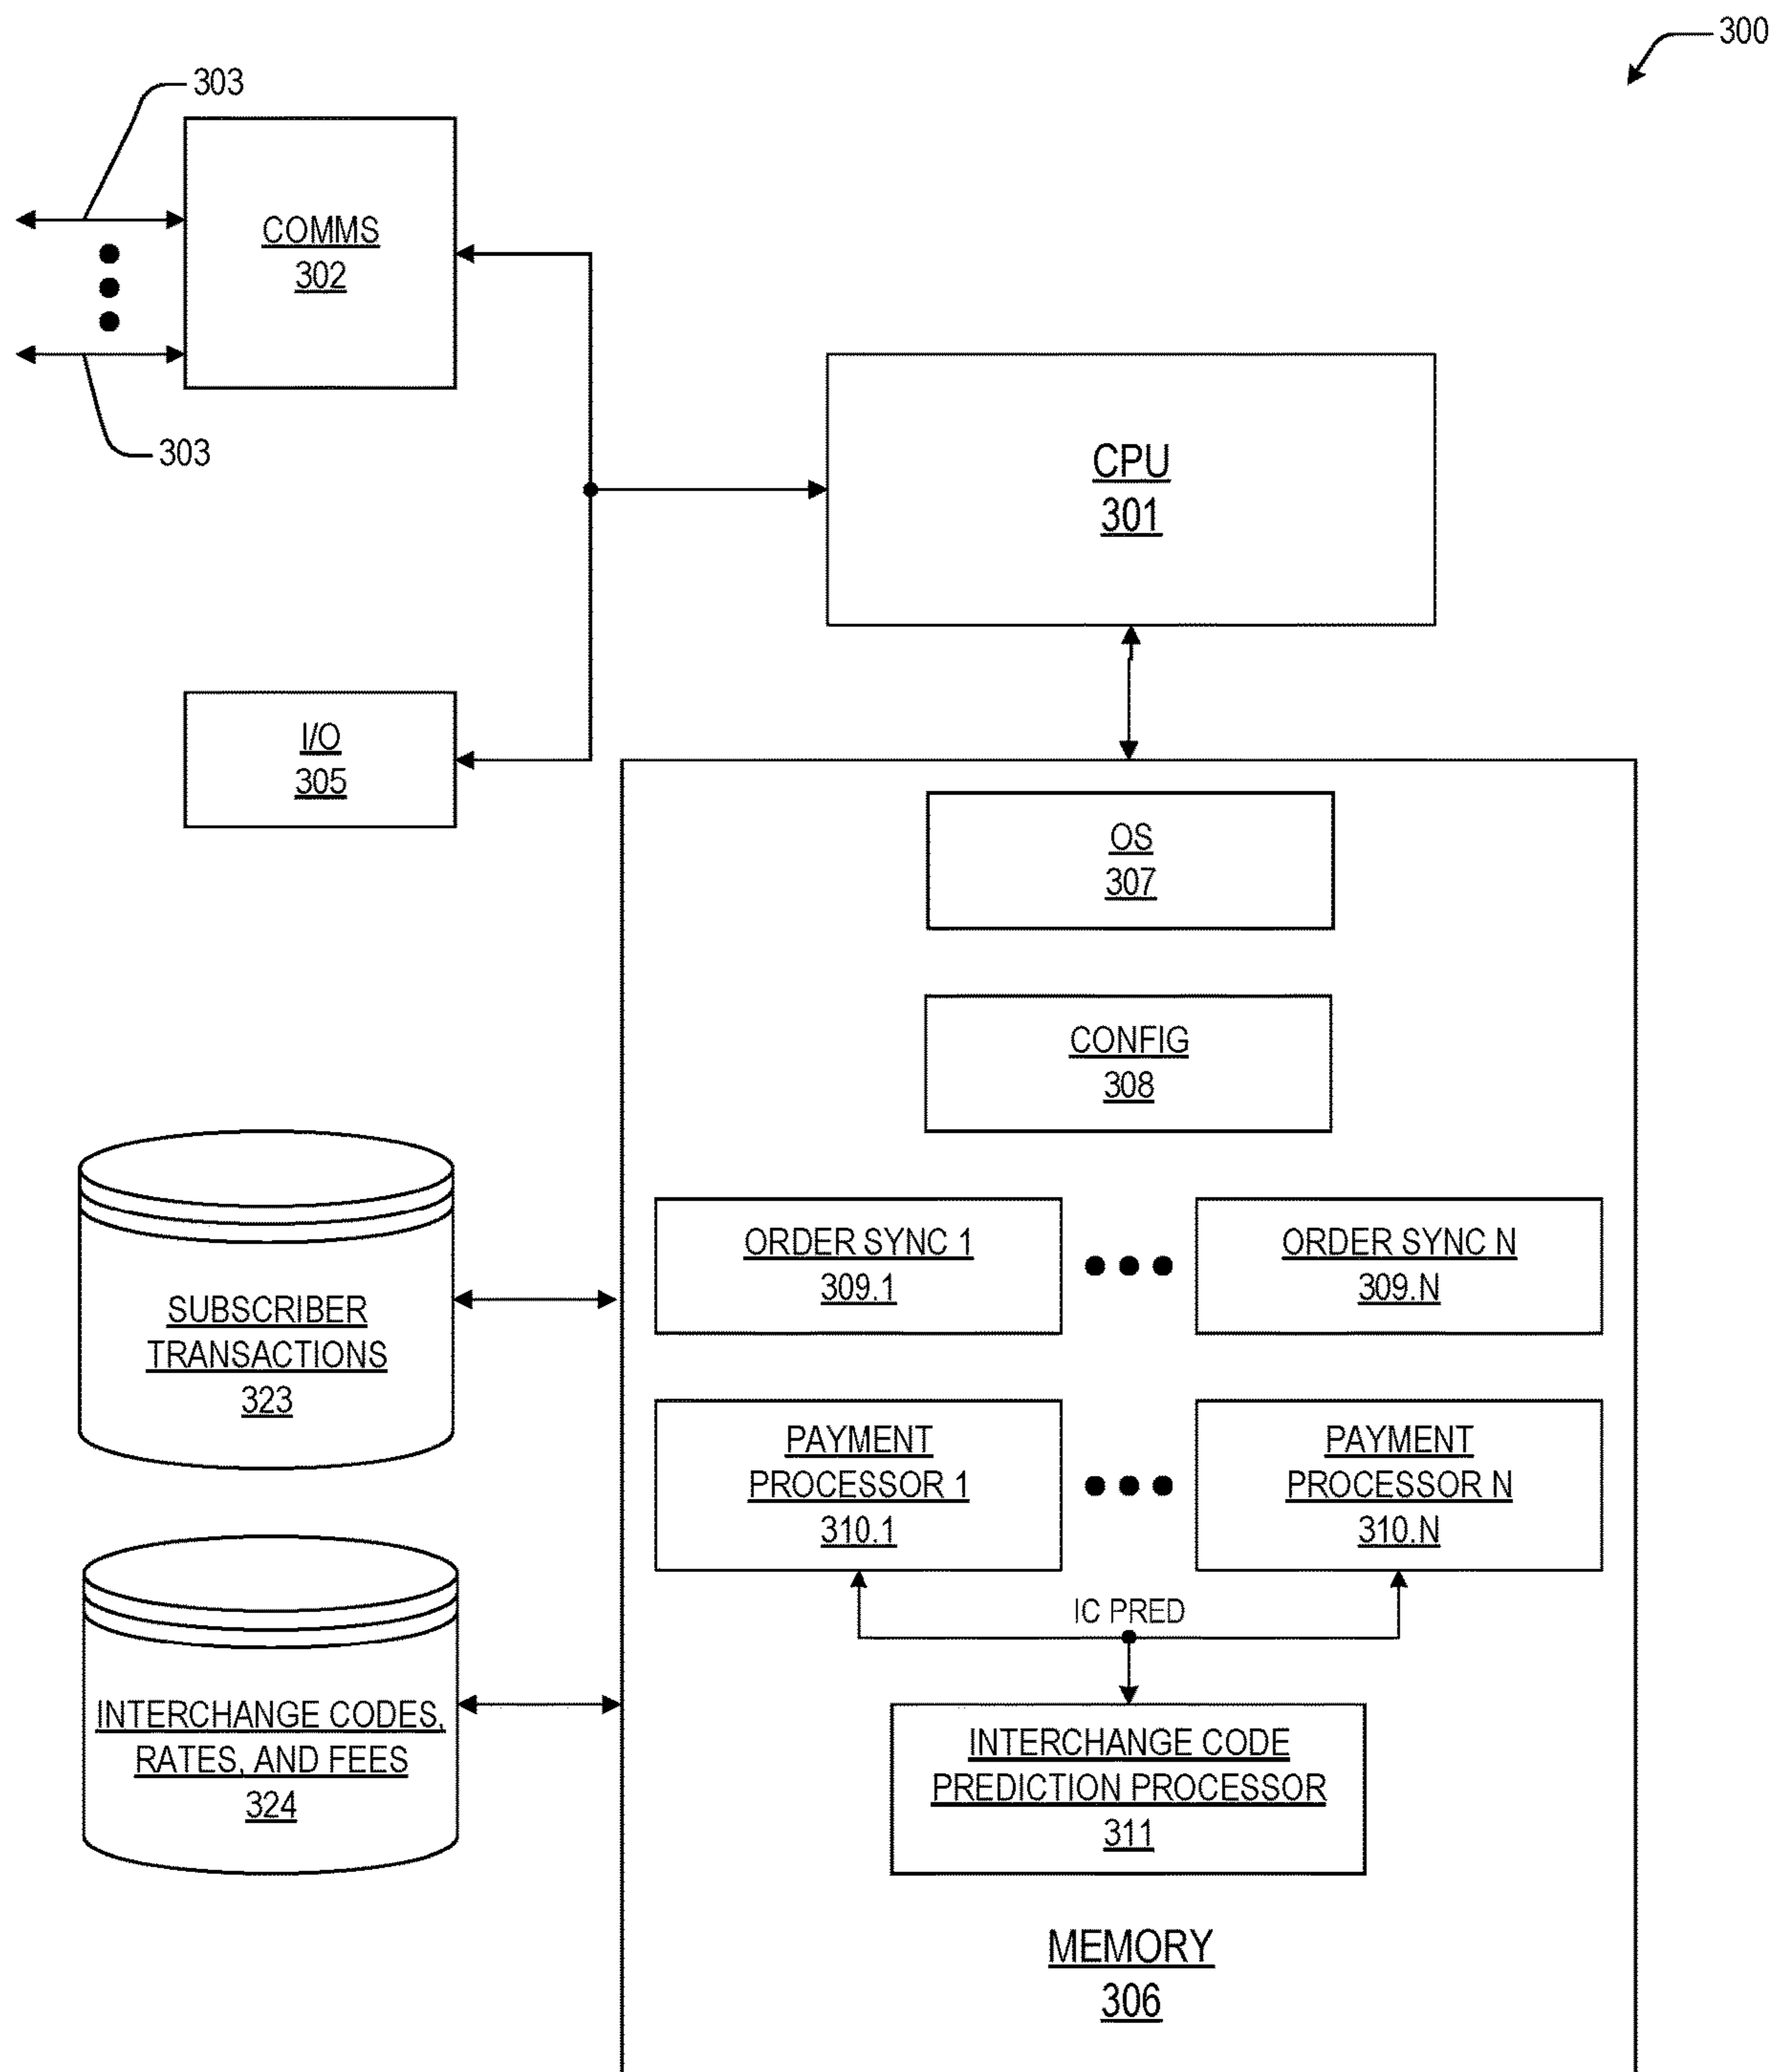 300
303
COMMS
302
303
CPU
301
I/O
305
OS
307
CONFIG
308
ORDER SYNC 1
309.1
ORDER SYNC N
309.N
SUBSCRIBER
TRANSACTIONS
323
PAYMENT
PROCESSOR 1
310.1
PAYMENT
PROCESSOR N
310.N
IC PRED
INTERCHANGE CODES,
RATES, AND FEES
324
INTERCHANGE CODE
PREDICTION PROCESSOR
311
MEMORY
306